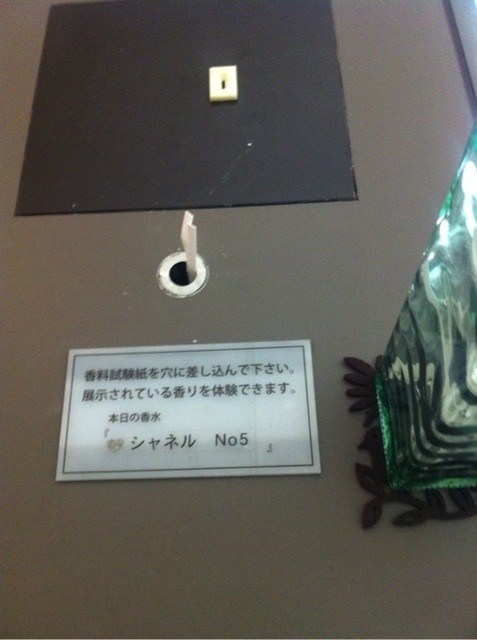 香料試験紙を穴に差し込んで下さい。
展示されている香りを体験できます。
本日の香水
『 シャネル No5 』